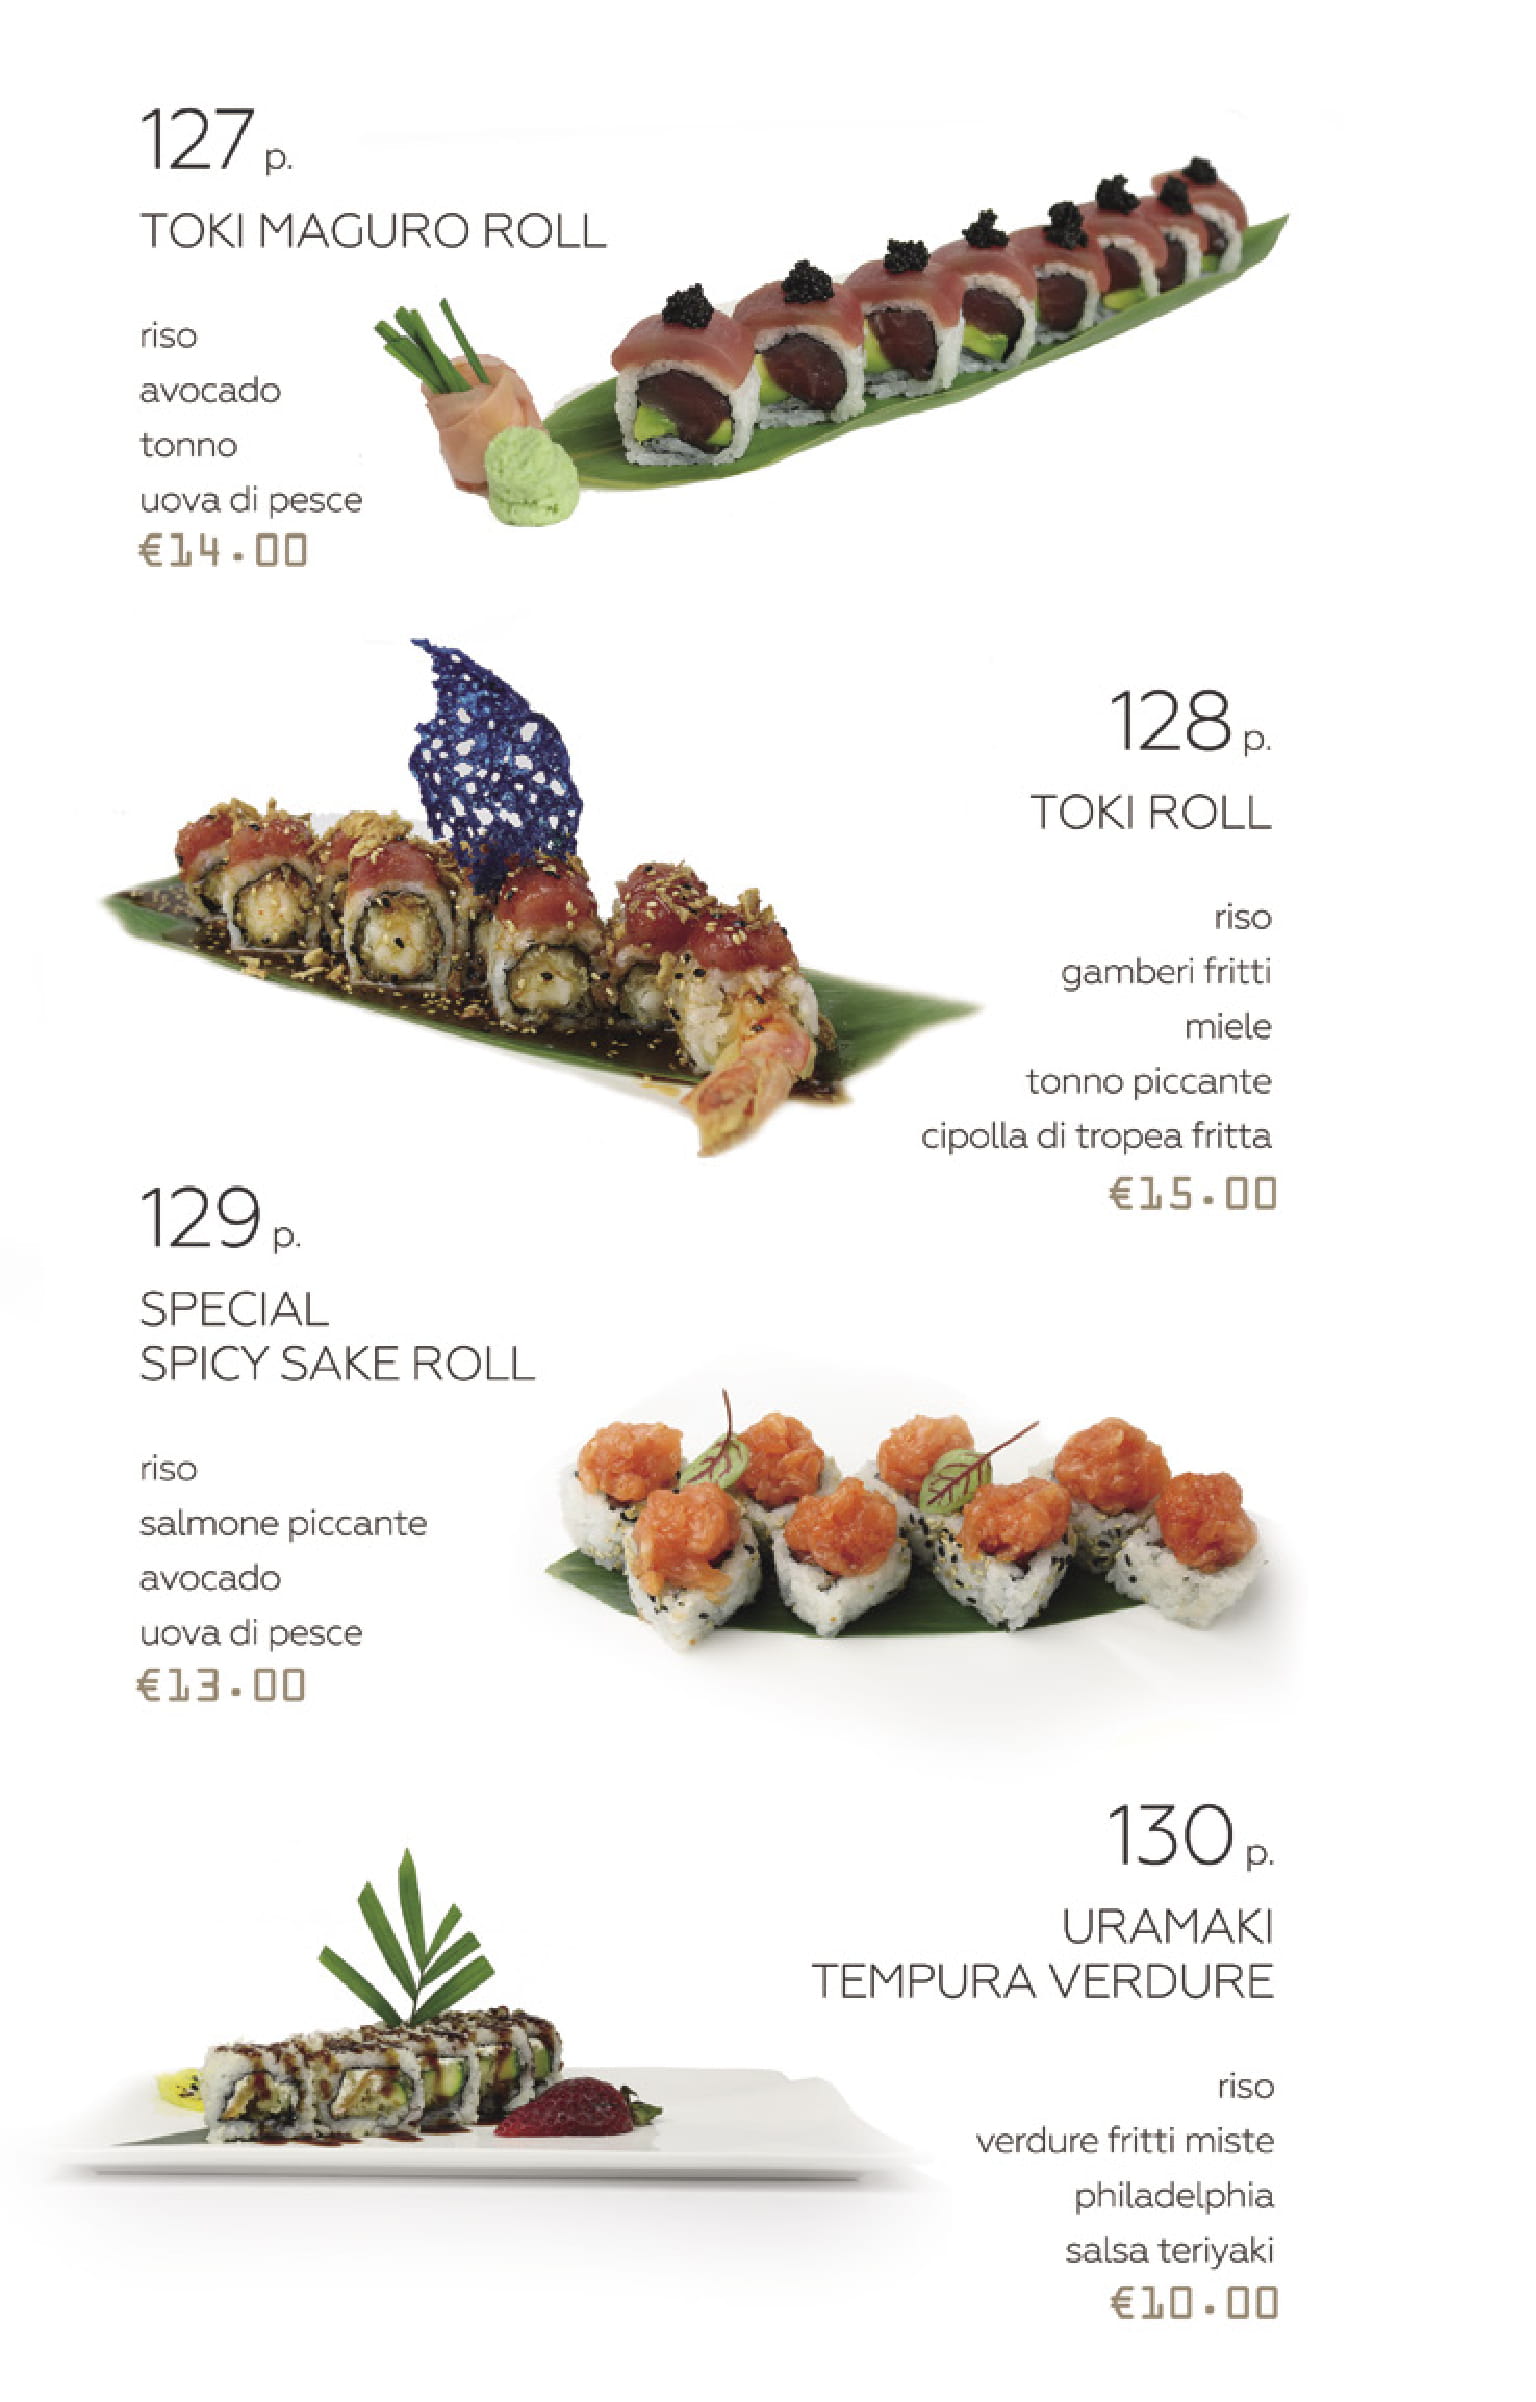 127 p.
TOKI MAGURO ROLL
riso
avocado
tonno
uova di pesce
€14.00
128 p.
TOKI ROLL
riso
gamberi fritti
miele
tonno piccante
cipolla di tropea fritta
€15.00
129 p.
SPECIAL
SPICY SAKE ROLL
riso
salmone piccante
avocado
uova di pesce
€13.00
130 p.
URAMAKI
TEMPURA VERDURE
riso
verdure fritti miste
philadelphia
salsa teriyaki
€10.00